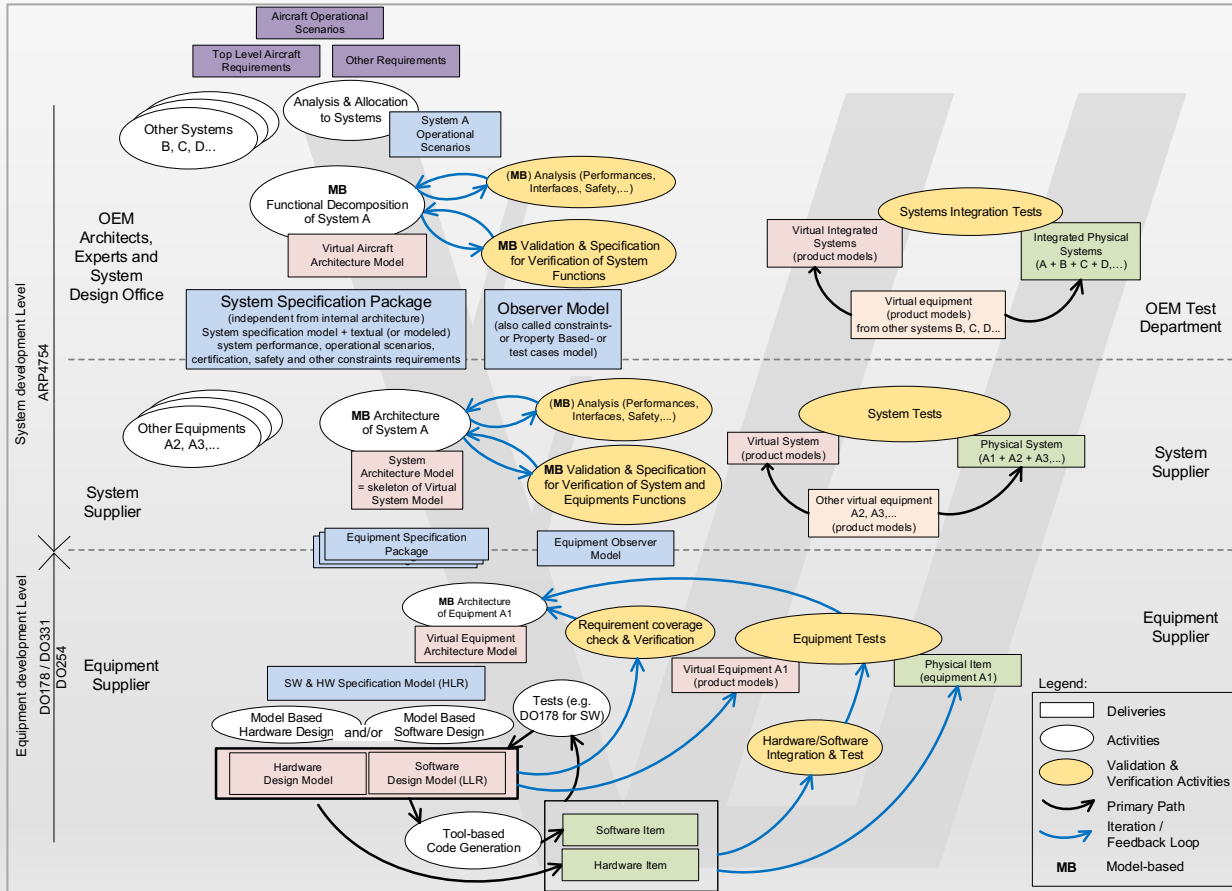 Aircraft Operational
Scenarios
Top Level Aircraft
Requirements
Other Requirements
Analysis & Allocation
to Systems
Other Systems
B, C, D...
System A
Operational
Scenarios
MB
Functional Decomposition
of System A
(MB) Analysis (Performances,
Interfaces, Safety,...)
Virtual Aircraft
Architecture Model
MB Validation & Specification
for Verification of System
Functions
OEM
Architects,
Experts and
System
Design Office
System Specification Package
(independent from internal architecture)
System specification model + textual (or modeled)
system performance, operational scenarios,
certification, safety and other constraints requirements
Observer Model
(also called constraints-
or Property Based- or
test cases model)
Systems Integration Tests
Virtual Integrated
Systems
(product models)
Integrated Physical
Systems
(A + B + C + D,...)
Virtual equipment
(product models)
from other systems B, C, D...
OEM Test
Department
System development Level
ARP4754
Other Equipments
A2, A3,...
MB Architecture
of System A
(MB) Analysis (Performances,
Interfaces, Safety,...)
System
Architecture Model
= skeleton of Virtual
System Model
MB Validation & Specification
for Verification of System and
Equipments Functions
System
Supplier
System Tests
Virtual System
(product models)
Physical System
(A1 + A2 + A3,...)
Other virtual equipment
A2, A3,...
(product models)
System
Supplier
Equipment Specification
Package
Equipment Observer
Model
Equipment development Level
DO178 / DO331
DO254
MB Architecture
of Equipment A1
Virtual Equipment
Architecture Model
Requirement coverage
check & Verification
Equipment Tests
Virtual Equipment A1
(product models)
Physical Item
(equipment A1)
Equipment
Supplier
Equipment
Supplier
SW & HW Specification Model (HLR)
Tests (e.g.
DO178 for SW)
Model Based
Hardware Design
and/or
Model Based
Software Design
Hardware
Design Model
Software
Design Model (LLR)
Hardware/Software
Integration & Test
Tool-based
Code Generation
Software Item
Hardware Item
Legend:
Deliveries
Activities
Validation &
Verification Activities
Primary Path
Iteration /
Feedback Loop
MB
Model-based